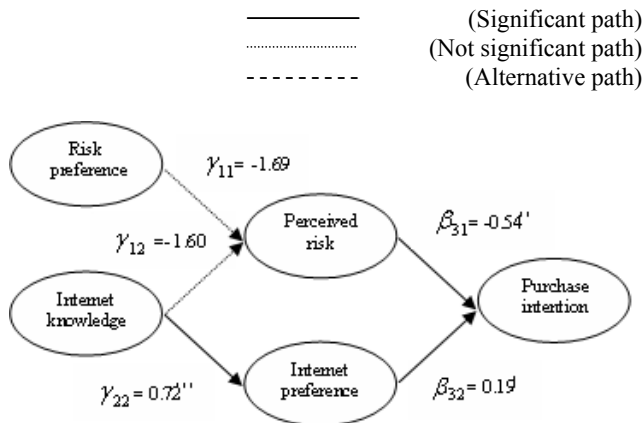 (Significant path)
(Not significant path)
(Alternative path)
Risk
preference
γ11= -1.69
Perceived
risk
γ12=-1.60
β31= -0.54''
Purchase
intention
Internet
knowledge
Internet
preference
γ22= 0.72'''
β32= 0.19'